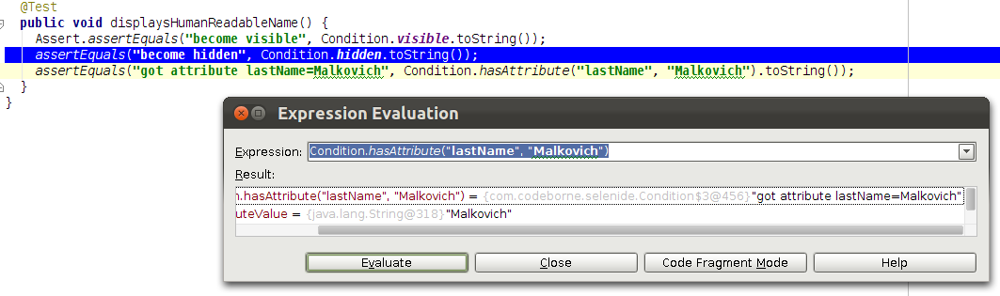 @Test
public void displaysHumanReadableName() {
Assert.assertEquals("become visible", Condition.visible.toString());
assertEquals("become hidden", Condition.hidden.toString());
assertEquals("got attribute lastName=Malkovich", Condition.hasAttribute("lastName", "Malkovich").toString());
}
}
Expression Evaluation
Expression: Condition.hasAttribute("lastName", "Malkovich")
Result:
n.hasAttribute("lastName", "Malkovich") = {com.codeborne.selenide.Condition$3@456}"got attribute lastName=Malkovich"
uteValue = {java.lang.String@318}"Malkovich"
Evaluate Close Code Fragment Mode Help